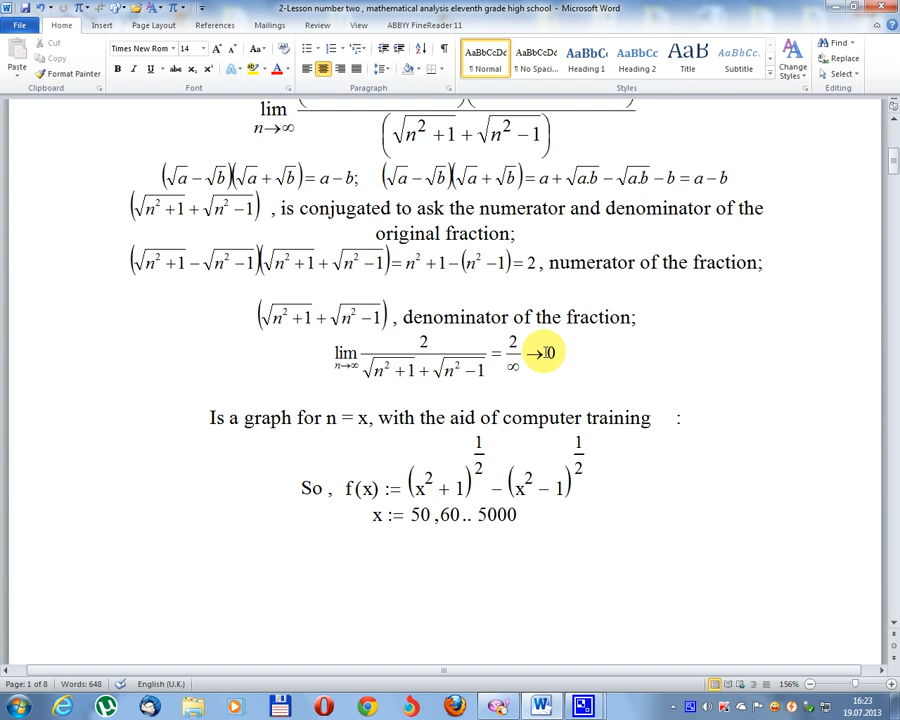 2-Lesson number two , mathematical analysis eleventh grade high school - Microsoft Word
File Home Insert Page Layout References Mailings Review View ABBYY FineReader 11
Paste Cut Copy Format Painter
Times New Rom 14
AaBbCcDd AaBbCcDd AaBbC AaBbCc AaB AaBbCc.
¶ Normal ¶ No Spaci... Heading 1 Heading 2 Title Subtitle
Change Styles Find Replace Select
Clipboard Font Paragraph Styles Editing
lim n→∞ (√n²+1 + √n²−1)
(√a − √b)(√a + √b) = a − b; (√a − √b)(√a + √b) = a + √a.b − √a.b − b = a − b
(√n²+1 + √n²−1) , is conjugated to ask the numerator and denominator of the
original fraction;
(√n²+1 − √n²−1)(√n²+1 + √n²−1) = n²+1−(n²−1) = 2 , numerator of the fraction;
(√n²+1 + √n²−1) , denominator of the fraction;
lim n→∞ 2/(√n²+1 + √n²−1) = 2/∞ →0
Is a graph for n = x, with the aid of computer training :
So , f(x) := (x²+1)^1/2 − (x²−1)^1/2
x := 50 ,60 .. 5000
Page: 1 of 8 Words: 648 English (U.K.) 156%
16:23
19.07.2013